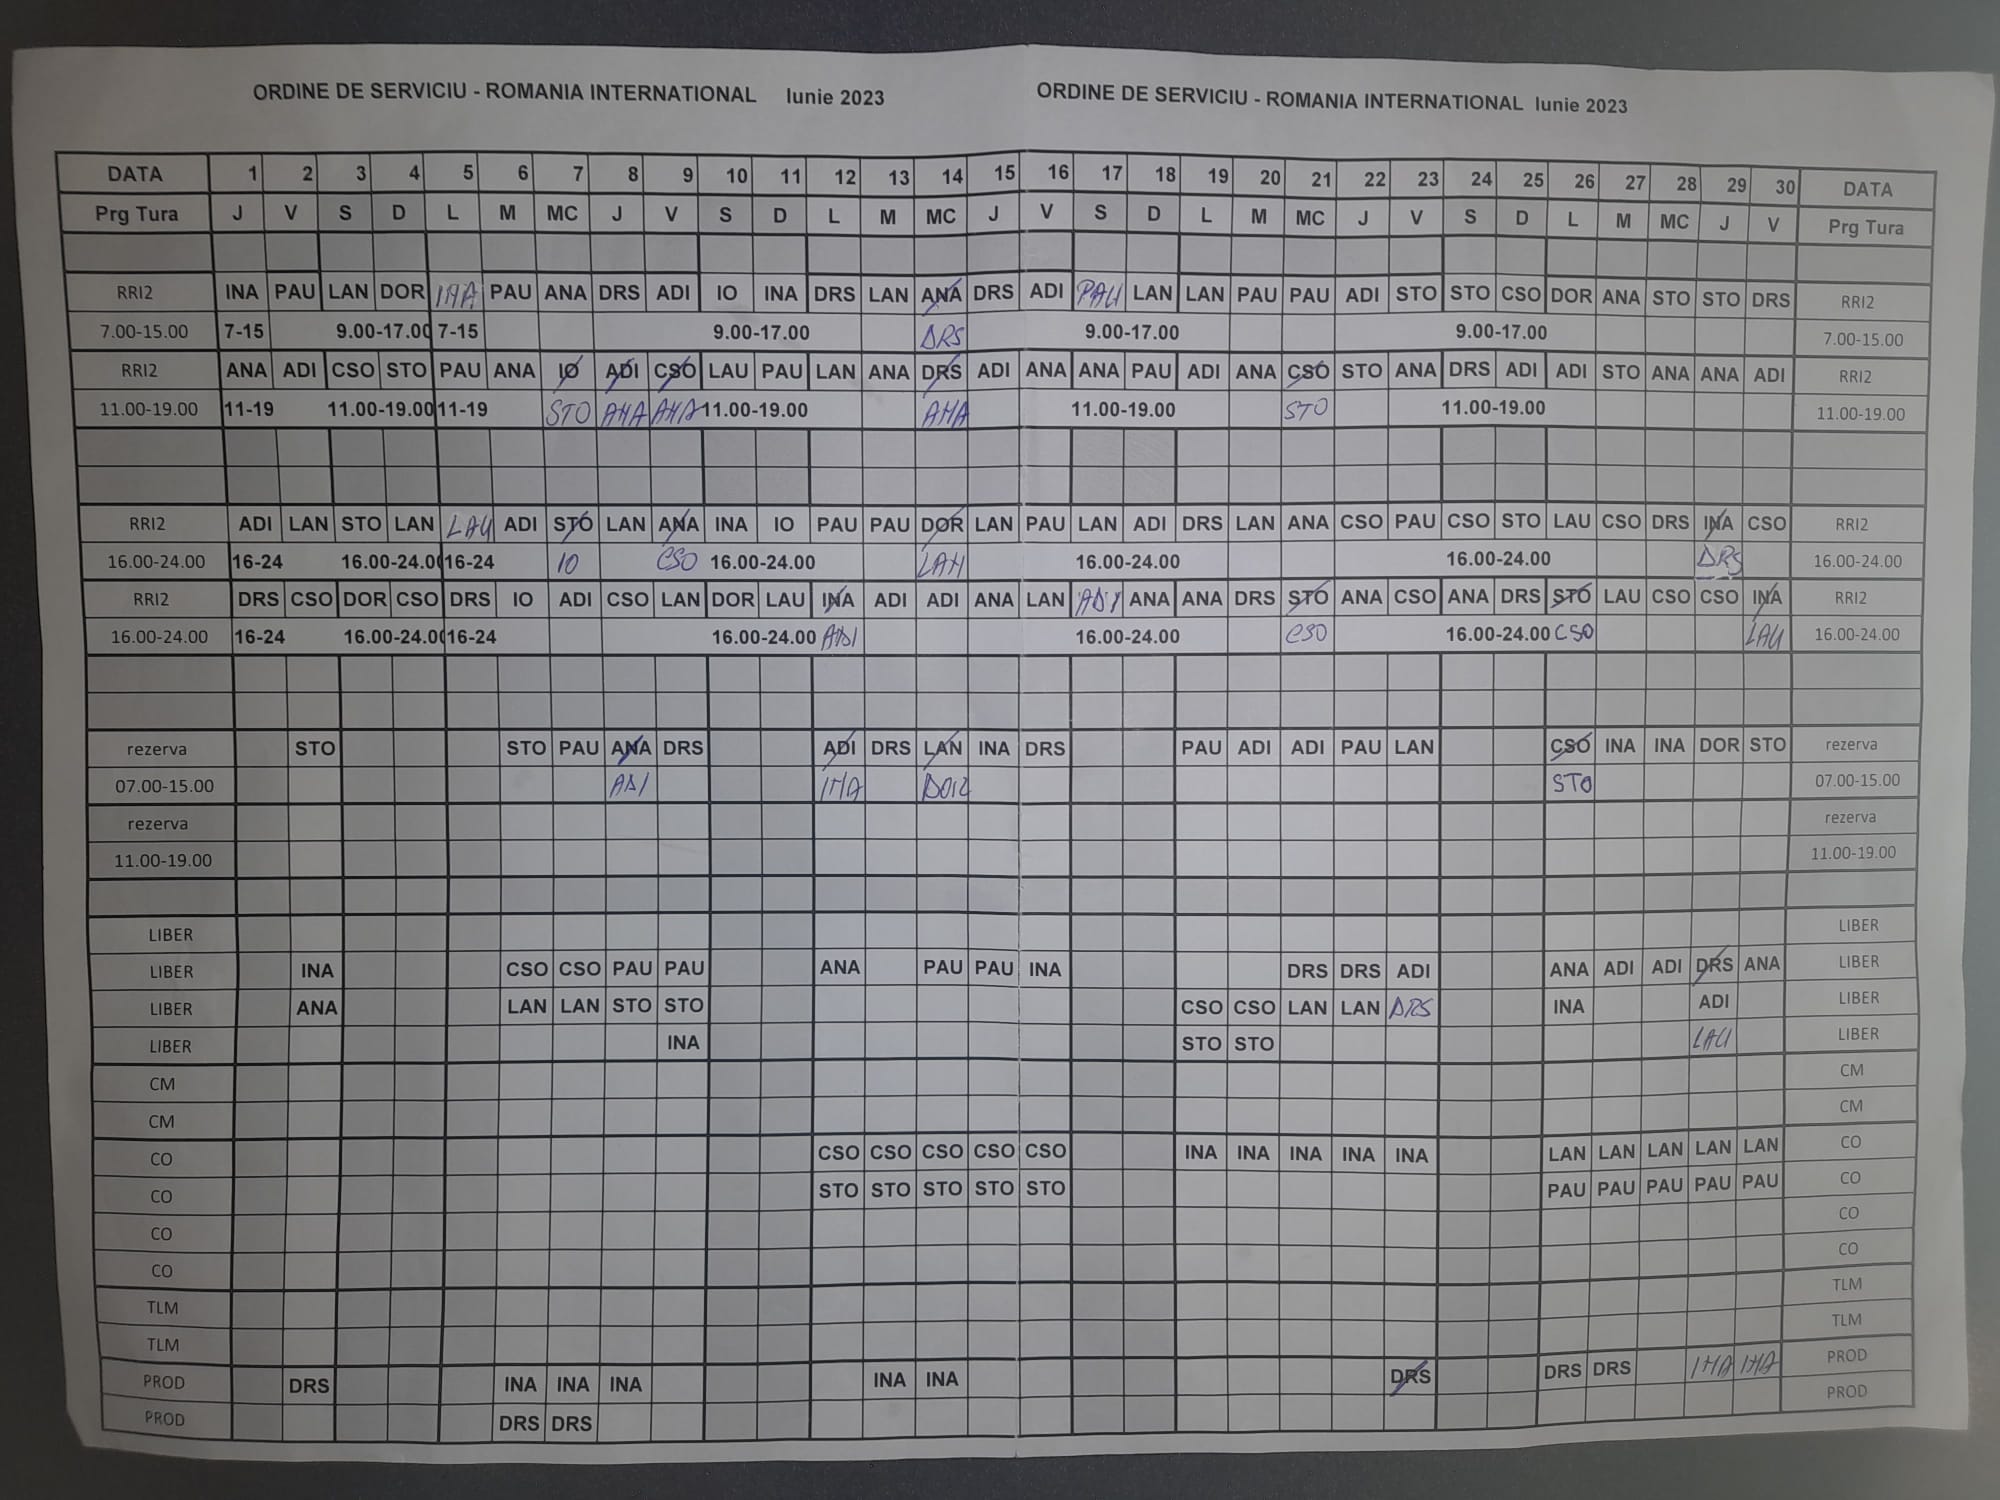 ORDINE DE SERVICIU - ROMANIA INTERNATIONAL Iunie 2023 ORDINE DE SERVICIU - ROMANIA INTERNATIONAL Iunie 2023
DATA 1 2 3 4 5 6 7 8 9 10 11 12 13 14 15 16 17 18 19 20 21 22 23 24 25 26 27 28 29 30 DATA
Prg Tura J V S D L M MC J V S D L M MC J V S D L M MC J V S D L M MC J V Prg Tura
RRI2 INA PAU LAN DOR INA PAU ANA DRS ADI IO INA DRS LAN ANA DRS ADI PAU LAN LAN PAU PAU ADI STO STO CSO DOR ANA STO STO DRS RRI2
7.00-15.00 7-15 9.00-17.00 7-15 9.00-17.00 DRS 9.00-17.00 9.00-17.00 7.00-15.00
RRI2 ANA ADI CSO STO PAU ANA IO ADI CSO LAU PAU LAN ANA DRS ADI ANA ANA PAU ADI ANA CSO STO ANA DRS ADI ADI STO ANA ANA ADI RRI2
11.00-19.00 11-19 11.00-19.00 11-19 STO ANA ANA 11.00-19.00 ANA 11.00-19.00 STO 11.00-19.00 11.00-19.00
RRI2 ADI LAN STO LAN LAU ADI STO LAN ANA INA IO PAU PAU DOR LAN PAU LAN ADI DRS LAN ANA CSO PAU CSO STO LAU CSO DRS INA CSO RRI2
16.00-24.00 16-24 16.00-24.00 16-24 IO CSO 16.00-24.00 LAN 16.00-24.00 16.00-24.00 DRS 16.00-24.00
RRI2 DRS CSO DOR CSO DRS IO ADI CSO LAN DOR LAU INA ADI ADI ANA LAN ADI ANA ANA DRS STO ANA CSO ANA DRS STO LAU CSO CSO INA RRI2
16.00-24.00 16-24 16.00-24.00 16-24 16.00-24.00 ADI 16.00-24.00 CSO 16.00-24.00 CSO LAU 16.00-24.00
rezerva STO STO PAU ANA DRS ADI DRS LAN INA DRS PAU ADI ADI PAU LAN CSO INA INA DOR STO rezerva
07.00-15.00 ADI INA DOR STO 07.00-15.00
rezerva rezerva
11.00-19.00 11.00-19.00
LIBER LIBER
LIBER INA CSO CSO PAU PAU ANA PAU PAU INA DRS DRS ADI ANA ADI ADI DRS ANA LIBER
LIBER ANA LAN LAN STO STO CSO CSO LAN LAN DRS INA ADI LIBER
LIBER INA STO STO LAU LIBER
CM CM
CM CM
CO CSO CSO CSO CSO CSO INA INA INA INA INA LAN LAN LAN LAN LAN CO
CO STO STO STO STO STO PAU PAU PAU PAU PAU CO
CO CO
CO CO
TLM TLM
TLM TLM
PROD DRS INA INA INA INA INA DRS DRS DRS INA INA PROD
PROD DRS DRS PROD